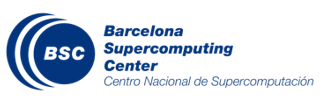 BSC
Barcelona
Supercomputing
Center
Centro Nacional de Supercomputación